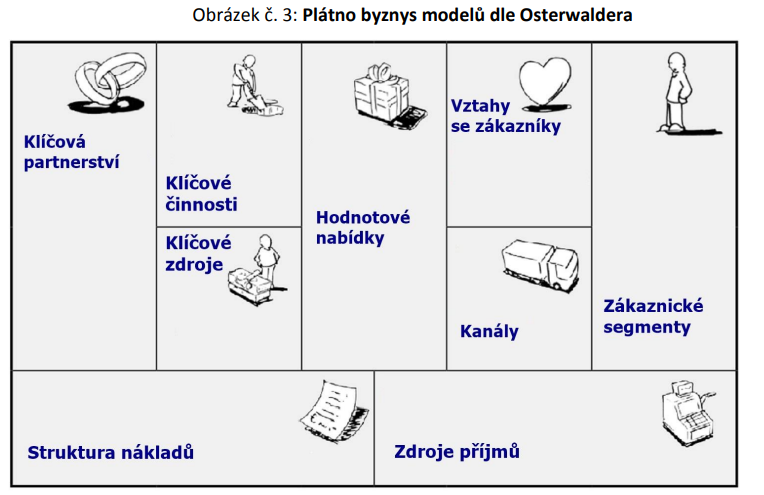 Obrázek č. 3: Plátno byznys modelů dle Osterwaldera
Klíčová
partnerství
Klíčové
činnosti
Klíčové
zdroje
Hodnotové
nabídky
Vztahy
se zákazníky
Kanály
Zákaznické
segmenty
Struktura nákladů
Zdroje příjmů